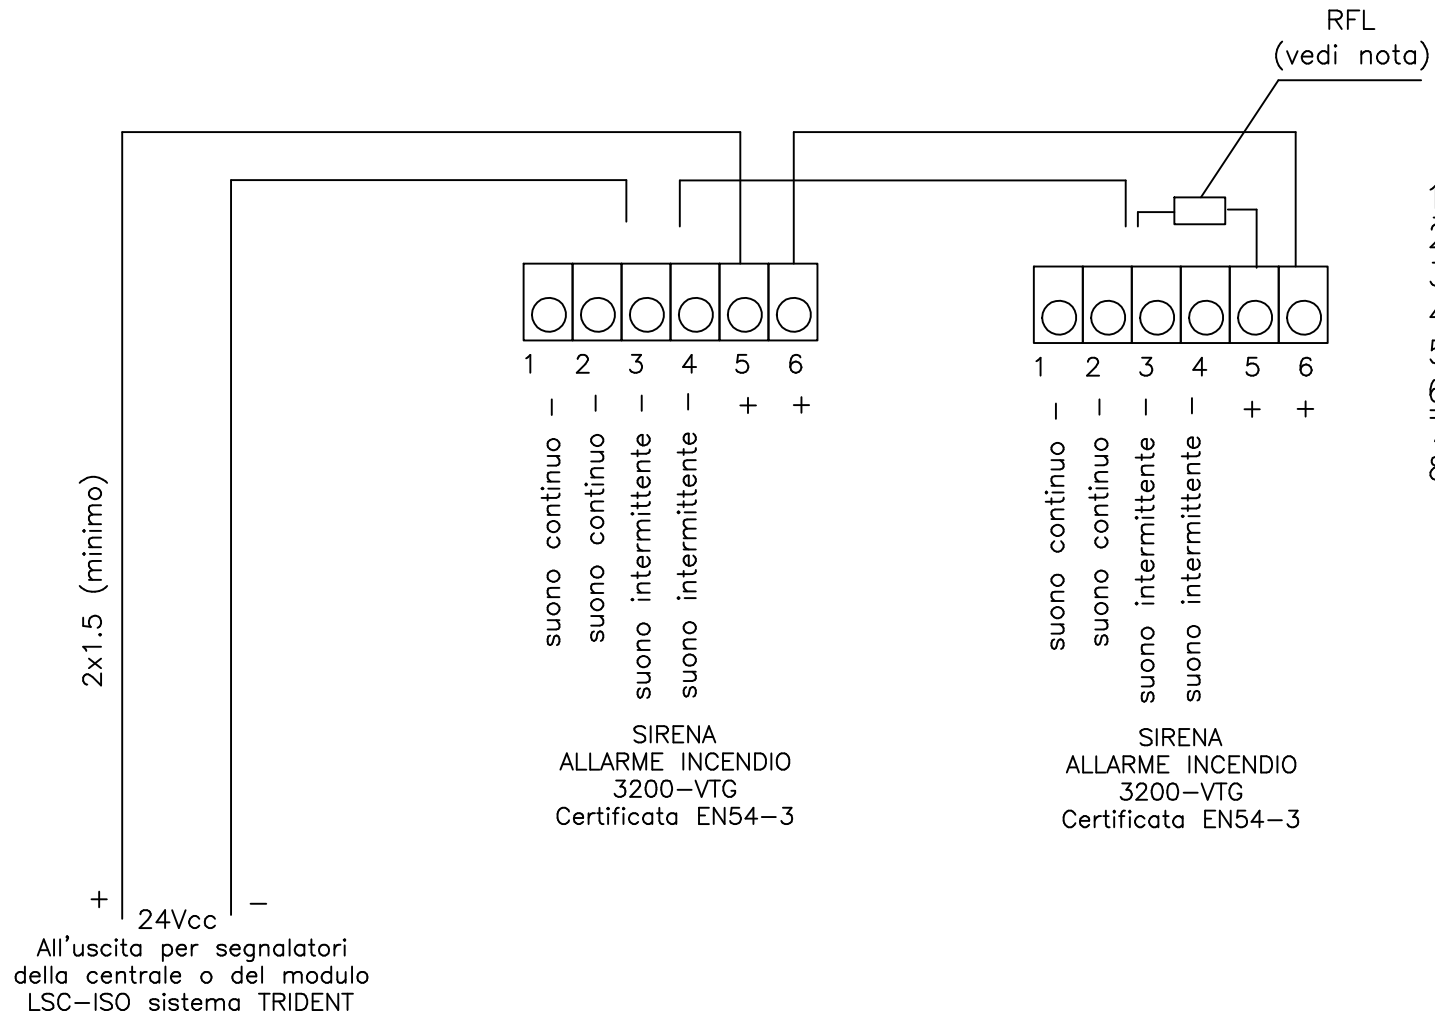 RFL
(vedi nota)
1 2 3 4 5 6
1 2 3 4 5 6
− − − − + +
− − − − + +
suono continuo
suono continuo
suono intermittente
suono intermittente
suono continuo
suono continuo
suono intermittente
suono intermittente
2x1.5 (minimo)
SIRENA
ALLARME INCENDIO
3200−VTG
Certificata EN54−3
SIRENA
ALLARME INCENDIO
3200−VTG
Certificata EN54−3
+ 24Vcc −
All'uscita per segnalatori
della centrale o del modulo
LSC−ISO sistema TRIDENT